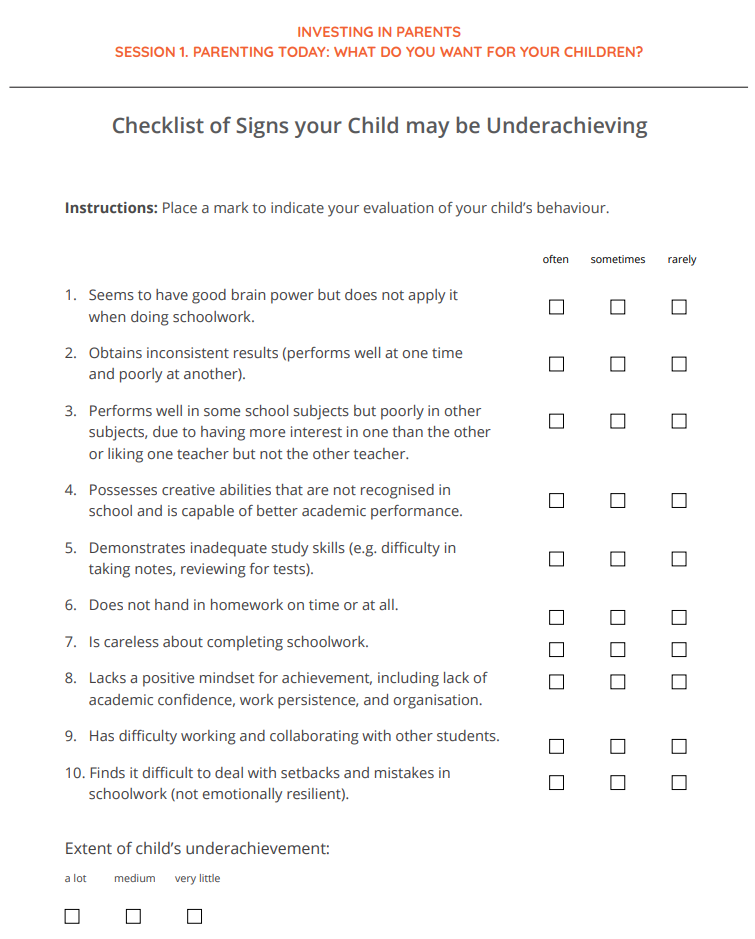 INVESTING IN PARENTS
SESSION 1. PARENTING TODAY: WHAT DO YOU WANT FOR YOUR CHILDREN?
Checklist of Signs your Child may be Underachieving
Instructions: Place a mark to indicate your evaluation of your child's behaviour.
often sometimes rarely
1. Seems to have good brain power but does not apply it
when doing schoolwork.
2. Obtains inconsistent results (performs well at one time
and poorly at another).
3. Performs well in some school subjects but poorly in other
subjects, due to having more interest in one than the other
or liking one teacher but not the other teacher.
4. Possesses creative abilities that are not recognised in
school and is capable of better academic performance.
5. Demonstrates inadequate study skills (e.g. difficulty in
taking notes, reviewing for tests).
6. Does not hand in homework on time or at all.
7. Is careless about completing schoolwork.
8. Lacks a positive mindset for achievement, including lack of
academic confidence, work persistence, and organisation.
9. Has difficulty working and collaborating with other students.
10. Finds it difficult to deal with setbacks and mistakes in
schoolwork (not emotionally resilient).
Extent of child's underachievement:
a lot medium very little